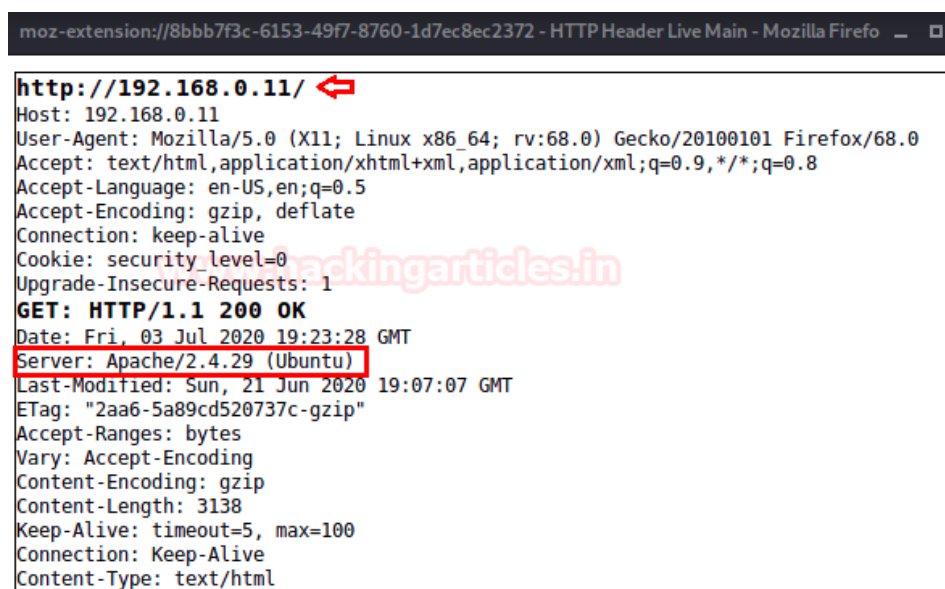 moz-extension://8bbb7f3c-6153-49f7-8760-1d7ec8ec2372 - HTTP Header Live Main - Mozilla Firefo
http://192.168.0.11/
Host: 192.168.0.11
User-Agent: Mozilla/5.0 (X11; Linux x86_64; rv:68.0) Gecko/20100101 Firefox/68.0
Accept: text/html,application/xhtml+xml,application/xml;q=0.9,*/*;q=0.8
Accept-Language: en-US,en;q=0.5
Accept-Encoding: gzip, deflate
Connection: keep-alive
Cookie: security_level=0
www.hackingarticles.in
Upgrade-Insecure-Requests: 1
GET: HTTP/1.1 200 OK
Date: Fri, 03 Jul 2020 19:23:28 GMT
Server: Apache/2.4.29 (Ubuntu)
Last-Modified: Sun, 21 Jun 2020 19:07:07 GMT
ETag: "2aa6-5a89cd520737c-gzip"
Accept-Ranges: bytes
Vary: Accept-Encoding
Content-Encoding: gzip
Content-Length: 3138
Keep-Alive: timeout=5, max=100
Connection: Keep-Alive
Content-Type: text/html